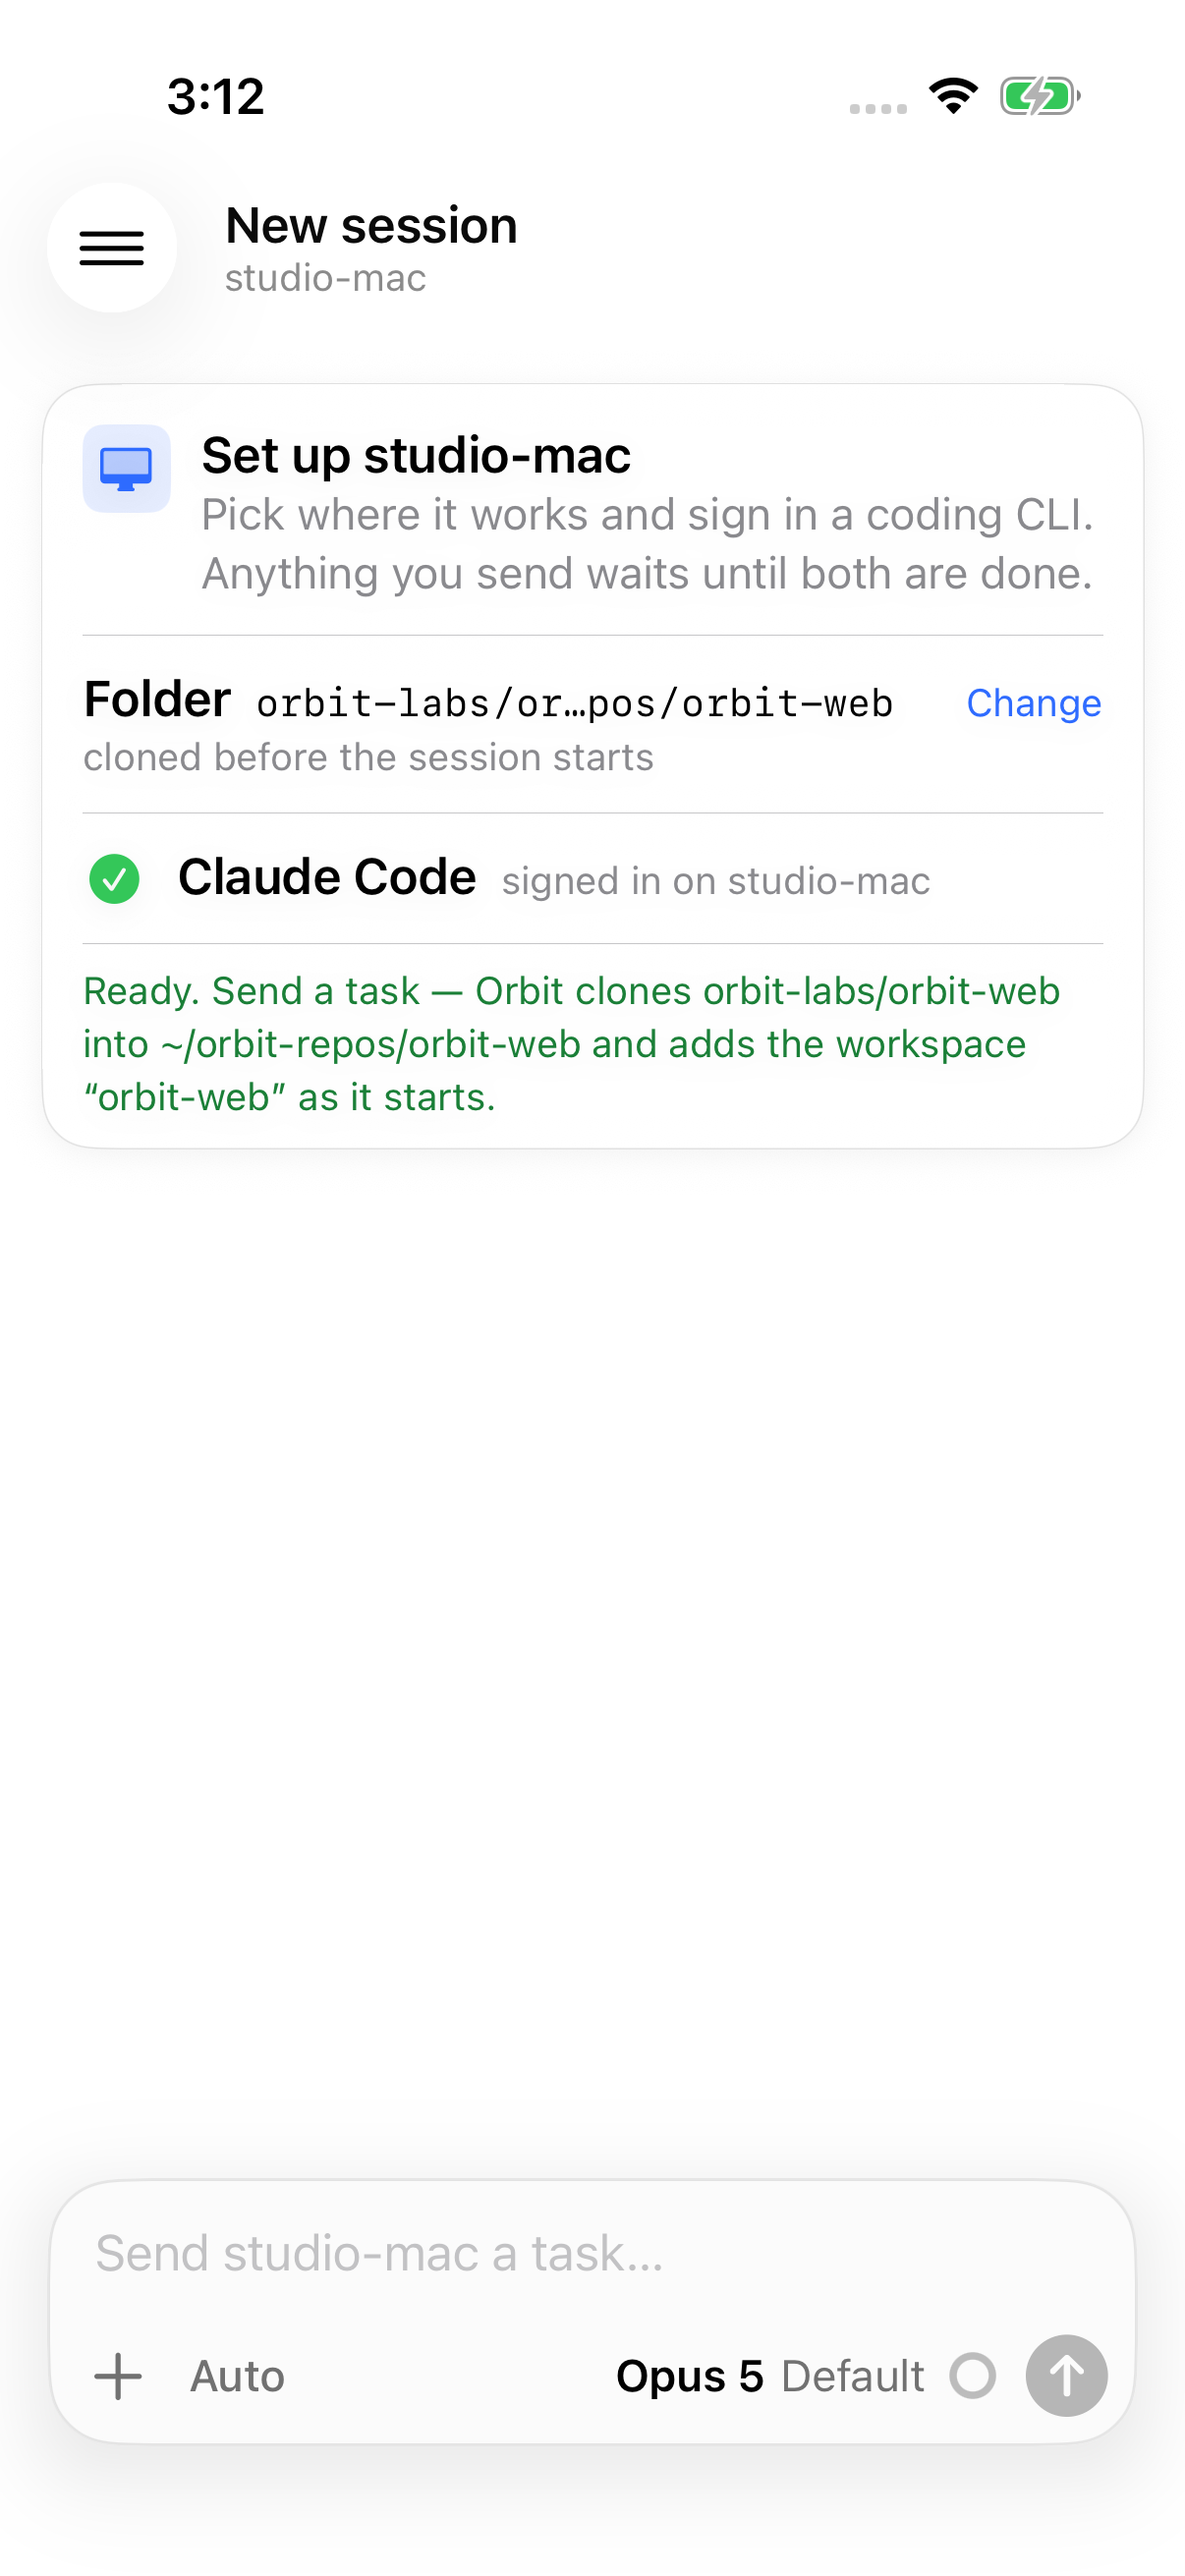 3:12
New session
studio-mac
Set up studio-mac
Pick where it works and sign in a coding CLI.
Anything you send waits until both are done.
Folder orbit-labs/or…pos/orbit-web Change
cloned before the session starts
Claude Code signed in on studio-mac
Ready. Send a task — Orbit clones orbit-labs/orbit-web
into ~/orbit-repos/orbit-web and adds the workspace
“orbit-web” as it starts.
Send studio-mac a task...
Auto Opus 5 Default